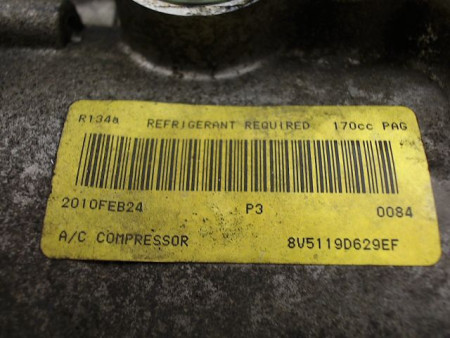 R134a REFRIGERANT REQUIRED 170cc PAG
2010FEB24 P3 0084
A/C COMPRESSOR 8V5119D629EF